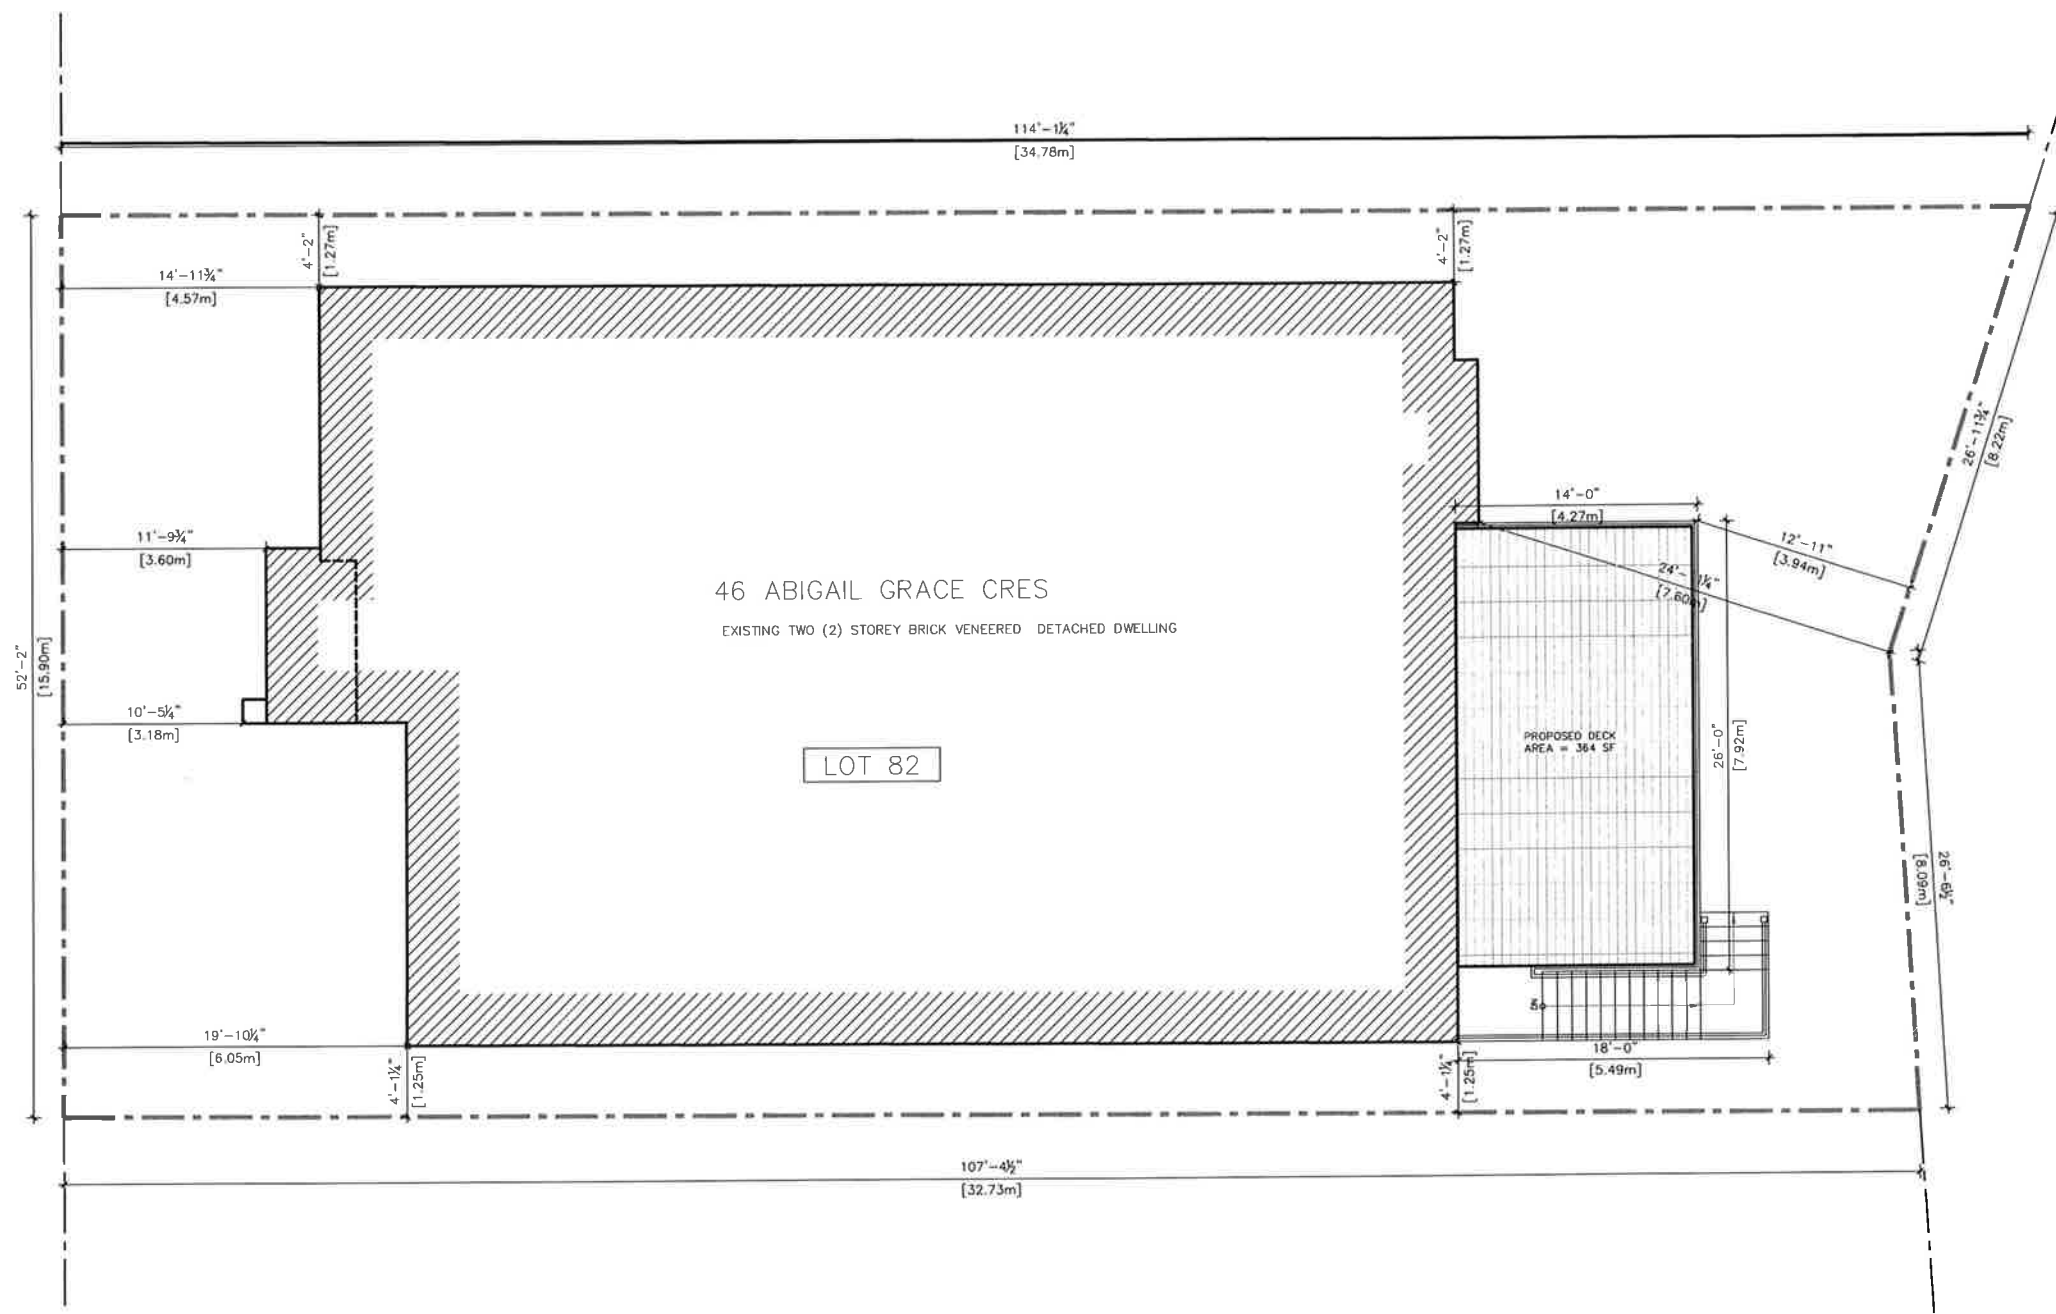 114'-1¼"
[34.78m]
4'-2"
[1.27m]
4'-2"
[1.27m]
14'-11¾"
[4.57m]
26'-11¾"
[8.22m]
14'-0"
[4.27m]
11'-9¾"
[3.60m]
12'-11"
[3.94m]
[7.60m]
46 ABIGAIL GRACE CRES
EXISTING TWO (2) STOREY BRICK VENEERED DETACHED DWELLING
52'-2"
[15.90m]
10'-5¼"
[3.18m]
LOT 82
PROPOSED DECK
AREA = 364 SF
26'-0"
[7.92m]
26'-6½"
[8.09m]
19'-10¼"
[6.05m]
4'-1¼"
[1.25m]
4'-1¼"
[1.25m]
18'-0"
[5.49m]
107'-4½"
[32.73m]